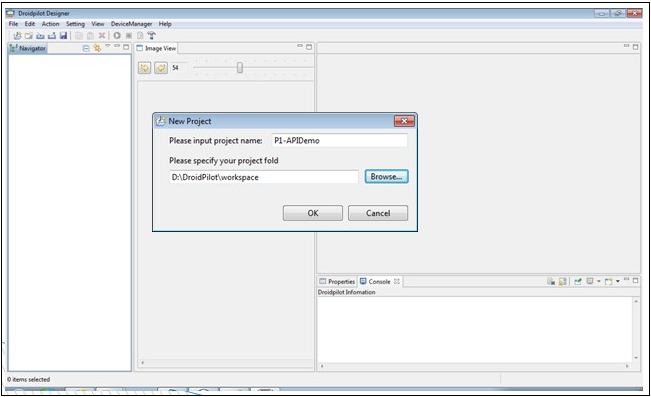 Droidpilot Designer
File Edit Action Setting View DeviceManager Help
Navigator
Image View
54
New Project
Please input project name: P1-APIDemo
Please specify your project fold
D:\DroidPilot\workspace Browse...
OK Cancel
Properties Console
Droidpilot Infomation
0 items selected